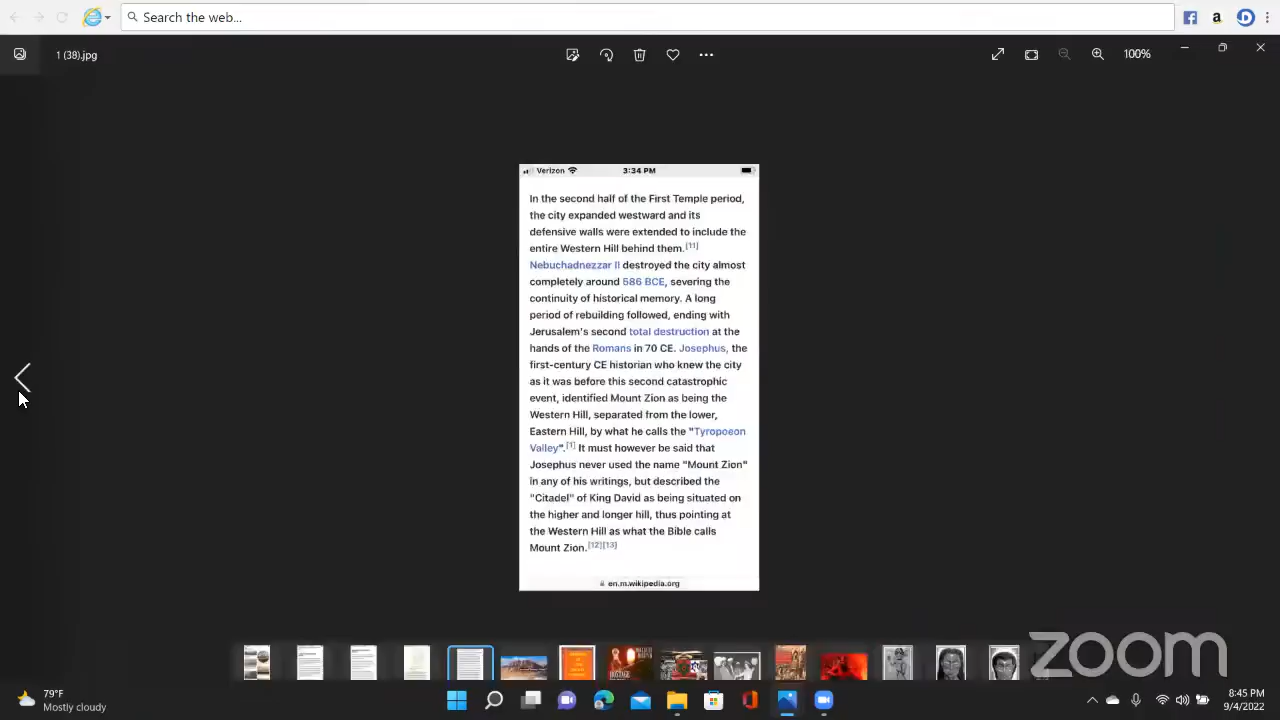 Search the web...
1 (38).jpg
100%
Verizon
3:34 PM
In the second half of the First Temple period,
the city expanded westward and its
defensive walls were extended to include the
entire Western Hill behind them.[11]
Nebuchadnezzar II destroyed the city almost
completely around 586 BCE, severing the
continuity of historical memory. A long
period of rebuilding followed, ending with
Jerusalem's second total destruction at the
hands of the Romans in 70 CE. Josephus, the
first-century CE historian who knew the city
as it was before this second catastrophic
event, identified Mount Zion as being the
Western Hill, separated from the lower,
Eastern Hill, by what he calls the "Tyropoeon
Valley".[1] It must however be said that
Josephus never used the name "Mount Zion"
in any of his writings, but described the
"Citadel" of King David as being situated on
the higher and longer hill, thus pointing at
the Western Hill as what the Bible calls
Mount Zion.[12][13]
en.m.wikipedia.org
zoom
79°F
Mostly cloudy
8:45 PM
9/4/2022